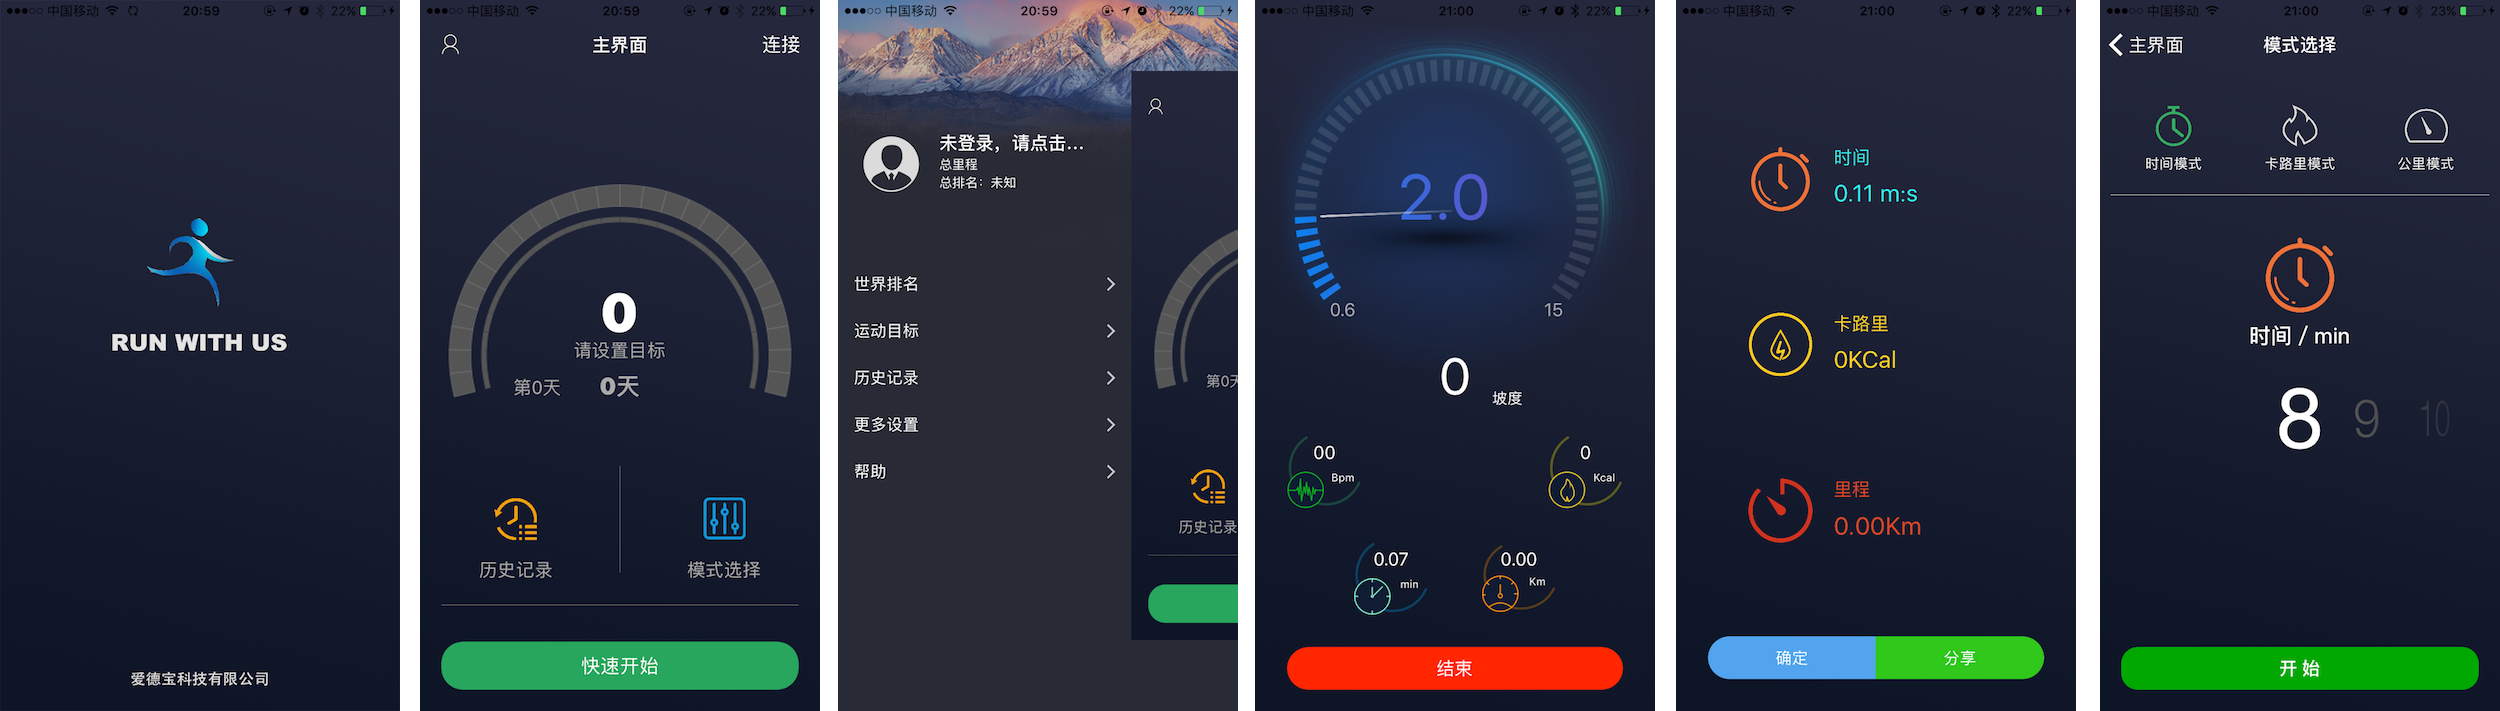 中国移动 20:59 22%
RUN WITH US
爱德宝科技有限公司
中国移动 20:59 22%
主界面 连接
0
请设置目标
第0天 0天
历史记录 模式选择
快速开始
中国移动 20:59 22%
未登录，请点击...
总里程
总排名：未知
世界排名
运动目标
历史记录
更多设置
帮助
第0天
历史记录
中国移动 21:00 22%
2.0
0.6 15
0 坡度
00 Bpm
0 Kcal
0.07 min
0.00 Km
结束
中国移动 21:00 22%
时间
0.11 m:s
卡路里
0KCal
里程
0.00Km
确定 分享
中国移动 21:00 23%
主界面 模式选择
时间模式 卡路里模式 公里模式
时间 / min
8 9 10
开 始